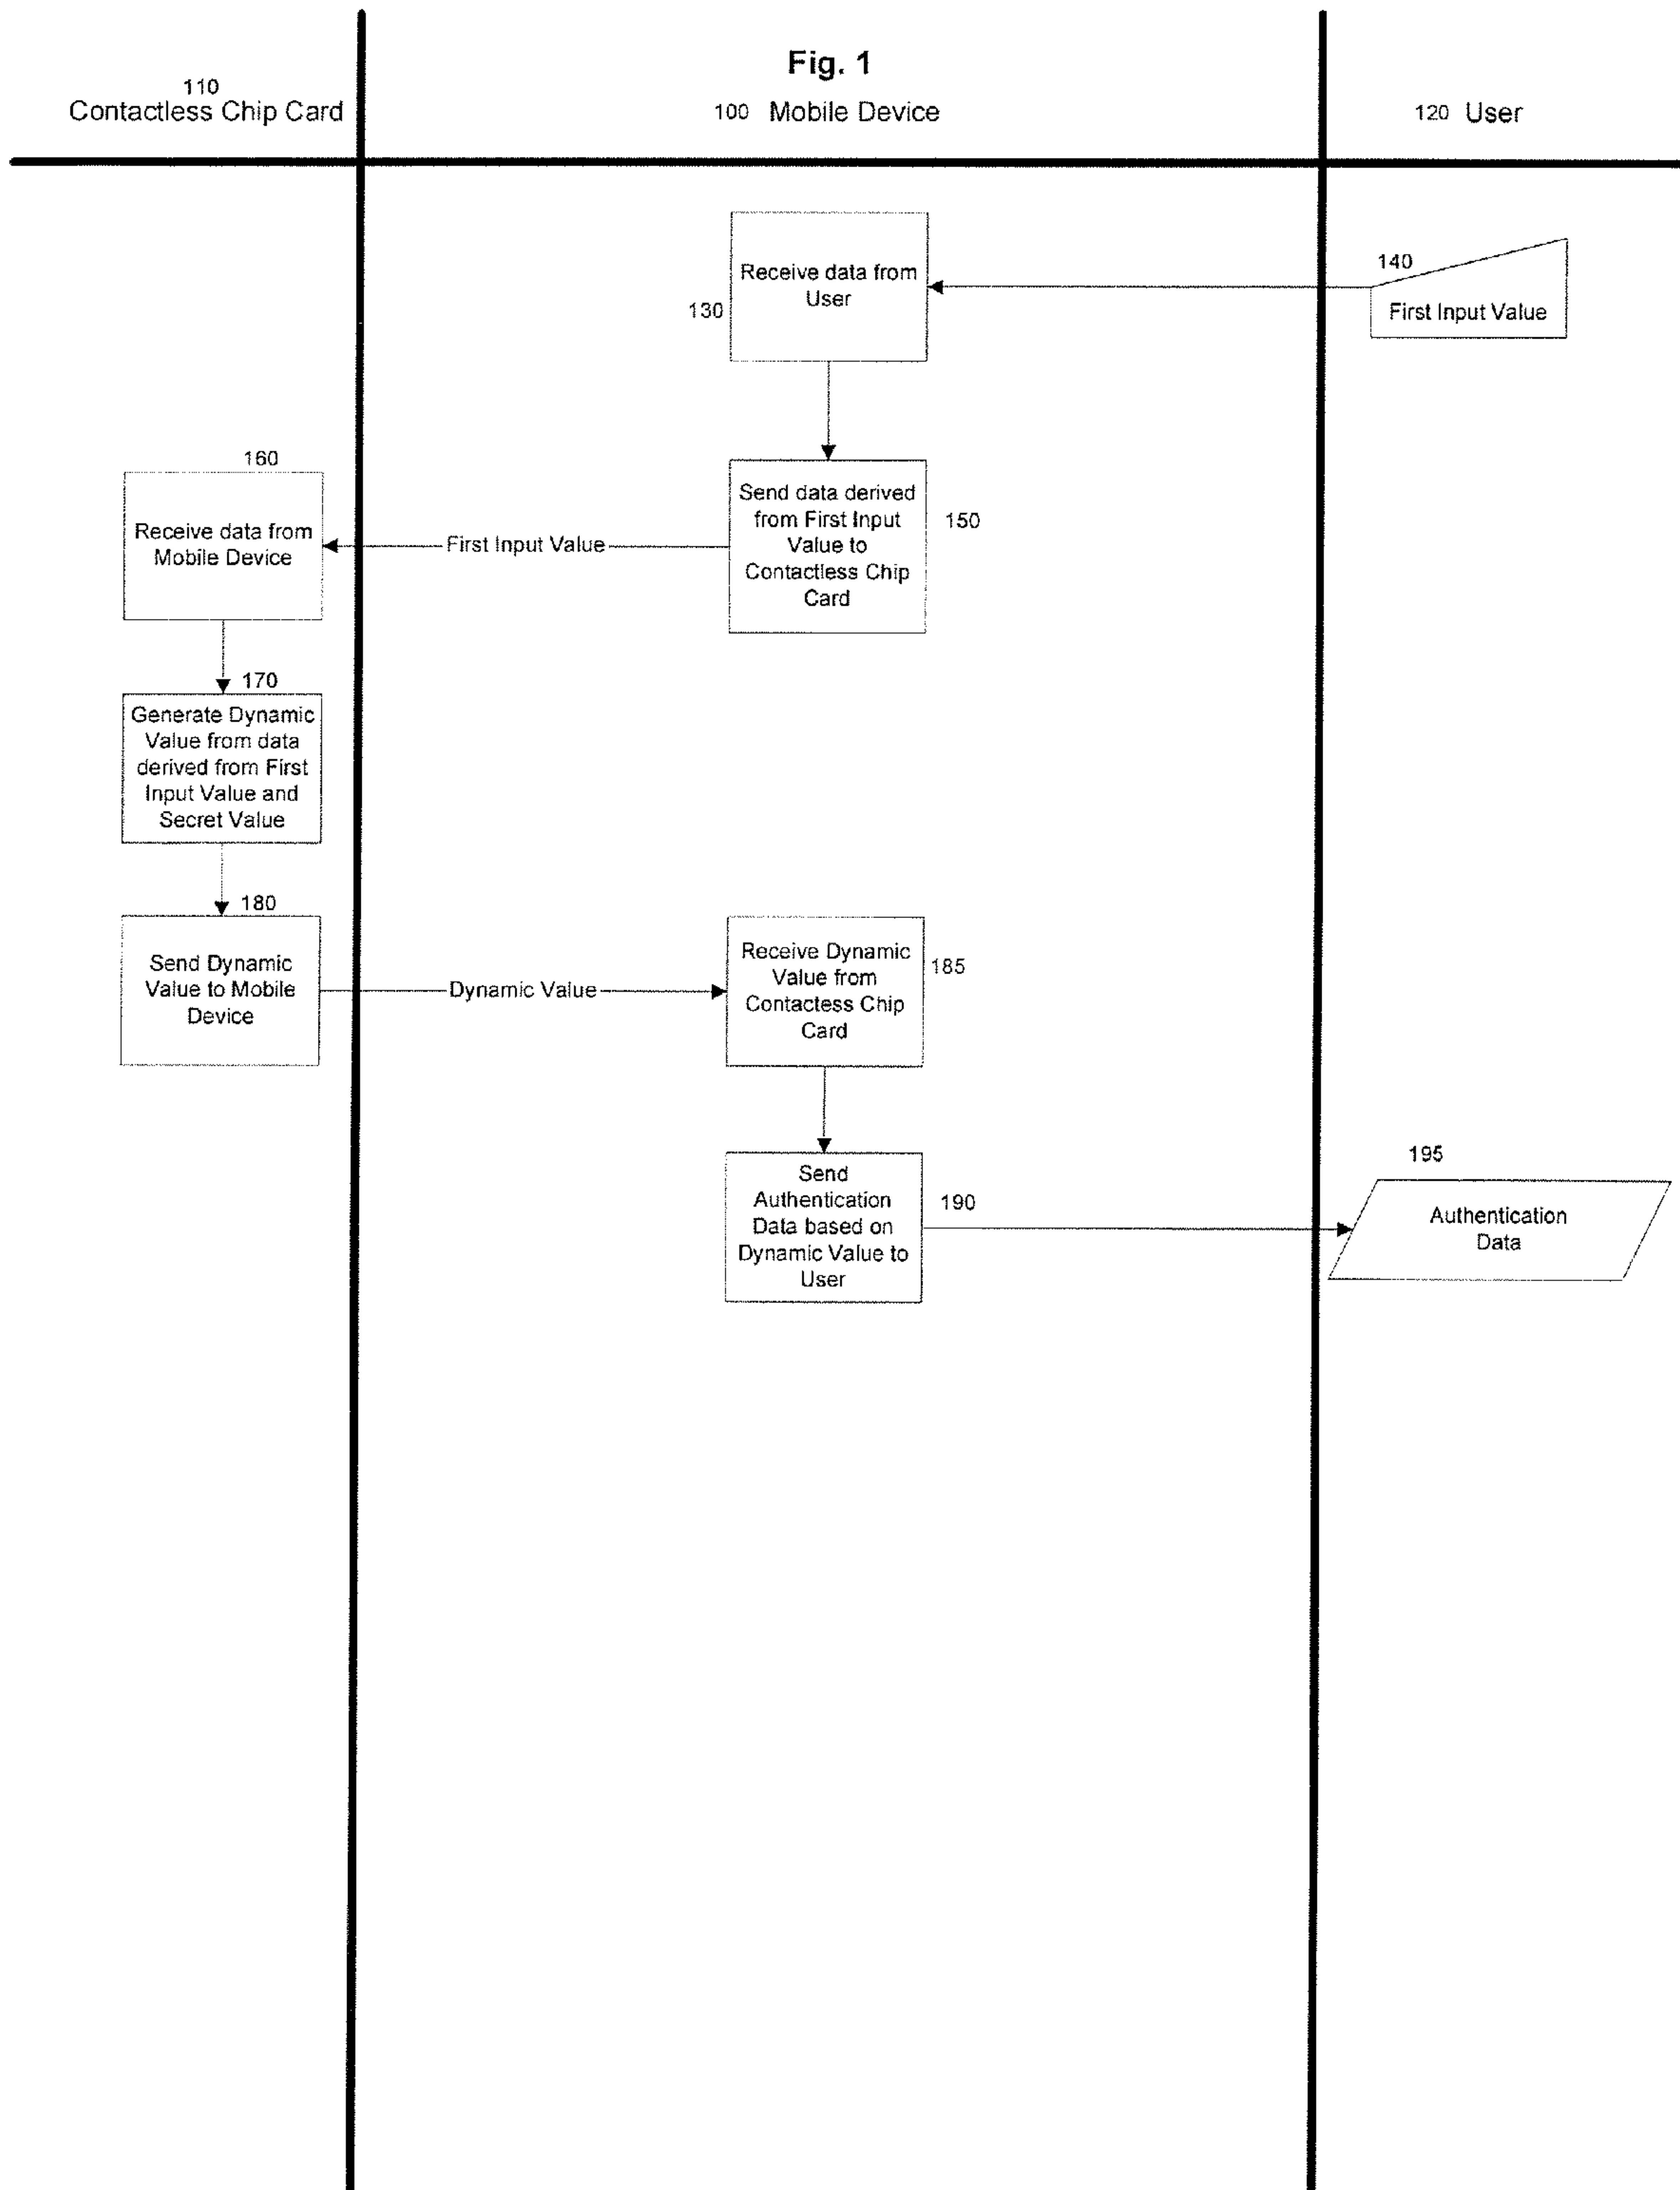 Fig. 1
110
Contactless Chip Card
100 Mobile Device
120 User
140
First Input Value
Receive data from
User
130
160
Receive data from
Mobile Device
First Input Value
Send data derived
from First Input
Value to
Contactless Chip
Card
150
170
Generate Dynamic
Value from data
derived from First
Input Value and
Secret Value
180
Send Dynamic
Value to Mobile
Device
Dynamic Value
Receive Dynamic
Value from
Contactess Chip
Card
185
Send
Authentication
Data based on
Dynamic Value to
User
190
195
Authentication
Data